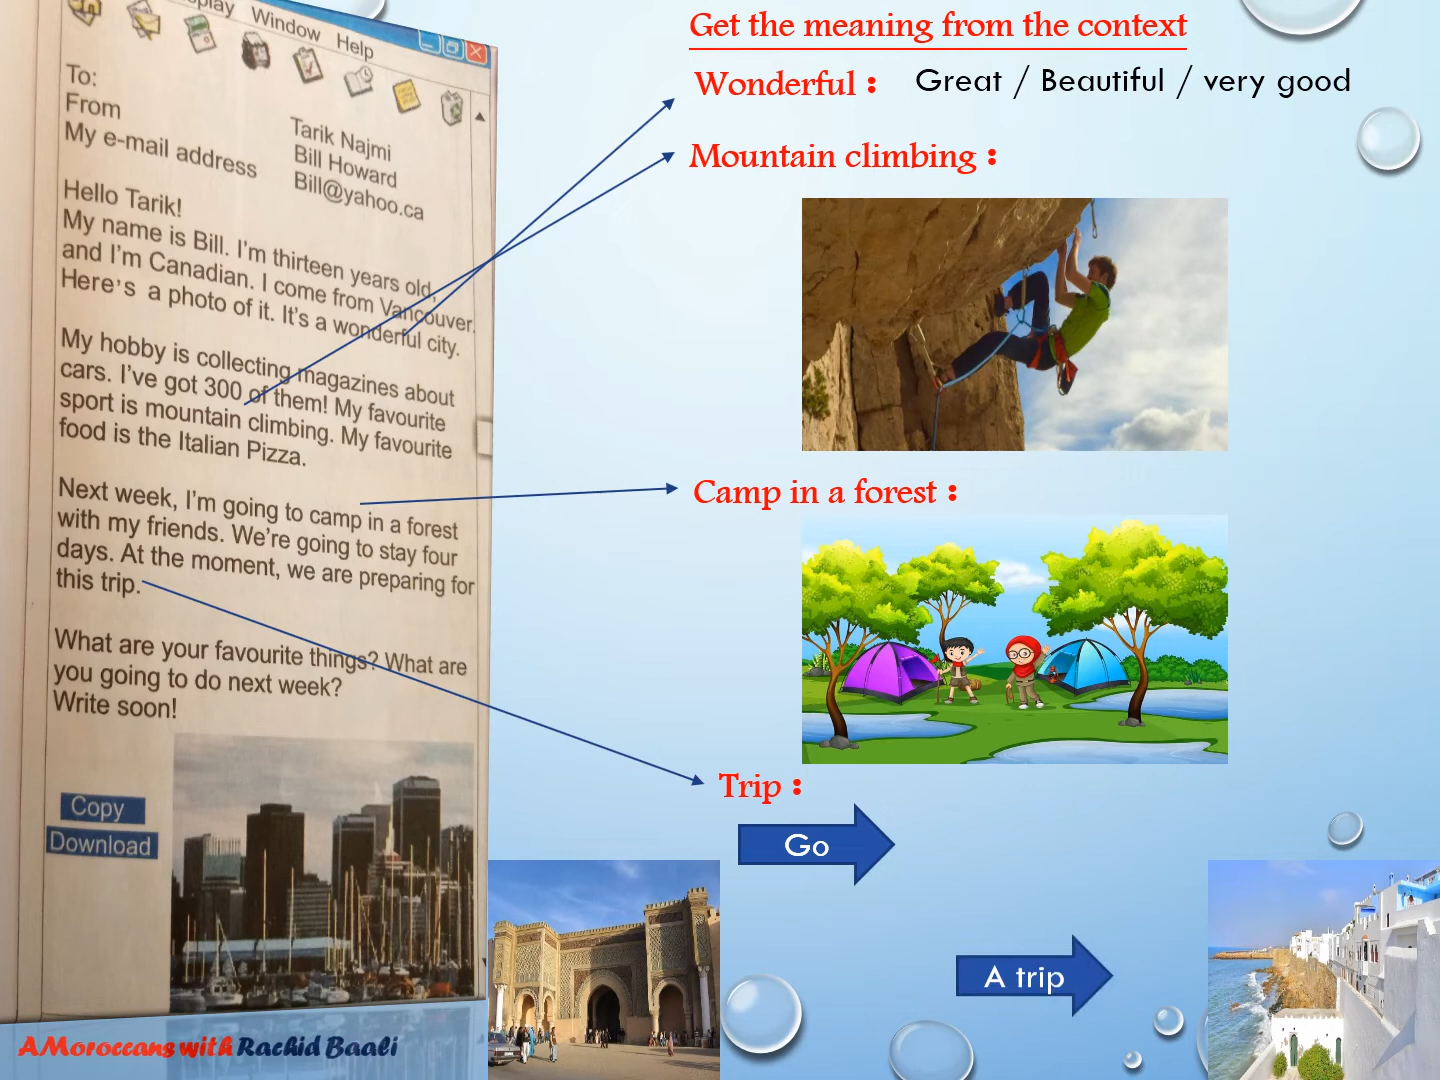 Window Help
To:
From
My e-mail address
Tarik Najmi
Bill Howard
Bill@yahoo.ca
Hello Tarik!
My name is Bill. I'm thirteen years old,
and I'm Canadian. I come from Vancouver.
Here's a photo of it. It's a wonderful city.
My hobby is collecting magazines about
cars. I've got 300 of them! My favourite
sport is mountain climbing. My favourite
food is the Italian Pizza.
Next week, I'm going to camp in a forest
with my friends. We're going to stay four
days. At the moment, we are preparing for
this trip.
What are your favourite things? What are
you going to do next week?
Write soon!
Copy
Download
AMoroccans with Rachid Baali
Get the meaning from the context
Wonderful : Great / Beautiful / very good
Mountain climbing :
Camp in a forest :
Trip :
Go
A trip